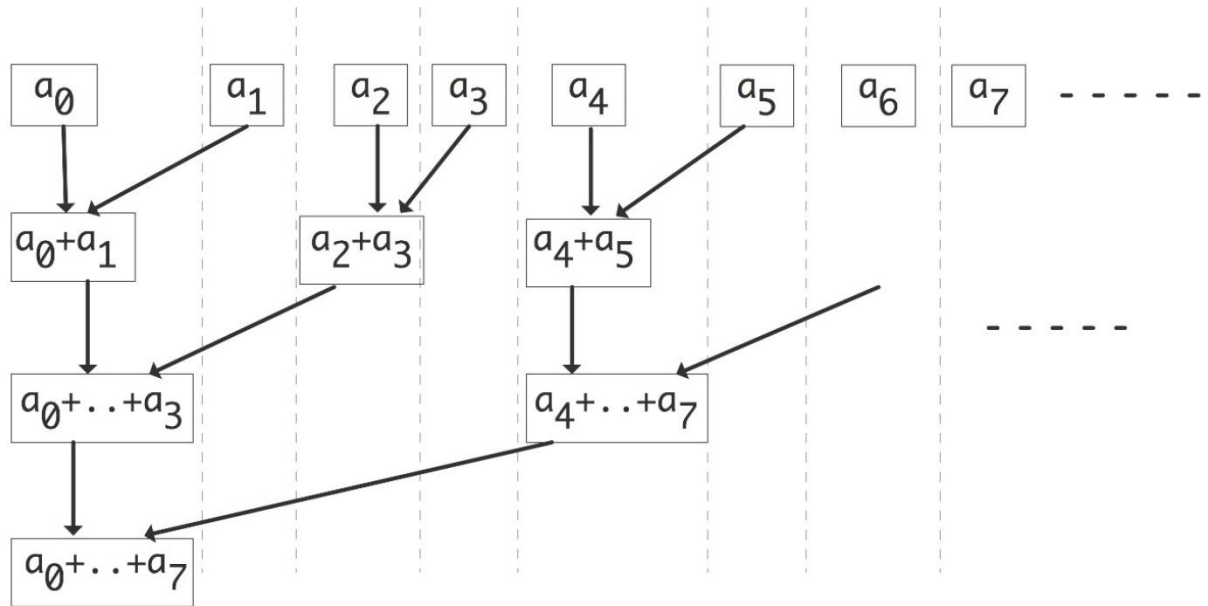 a₀ a₁ a₂ a₃ a₄ a₅ a₆ a₇ - - - - -
a₀+a₁ a₂+a₃ a₄+a₅
- - - - -
a₀+..+a₃ a₄+..+a₇
a₀+..+a₇